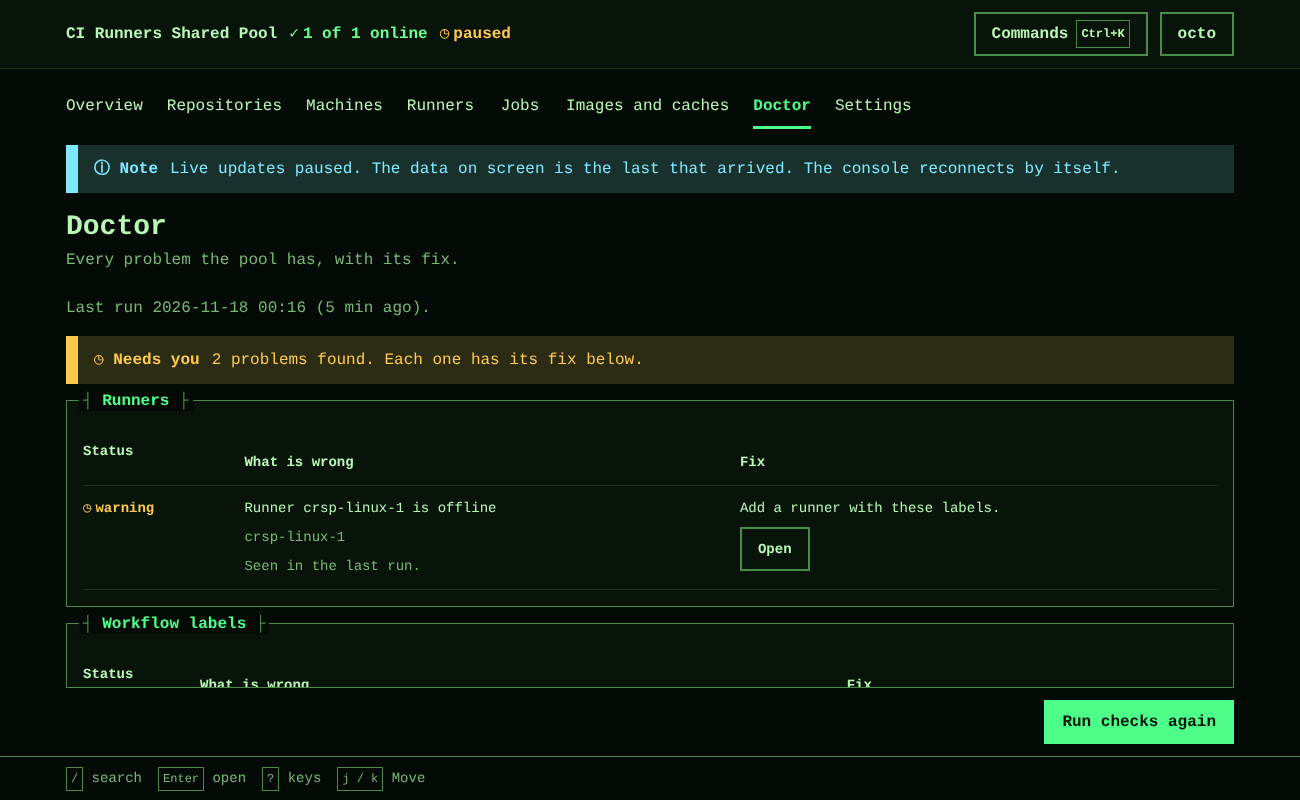 CI Runners Shared Pool ✓ 1 of 1 online ◷ paused
Commands Ctrl+K octo
Overview Repositories Machines Runners Jobs Images and caches Doctor Settings
ⓘ Note Live updates paused. The data on screen is the last that arrived. The console reconnects by itself.
Doctor
Every problem the pool has, with its fix.
Last run 2026-11-18 00:16 (5 min ago).
◷ Needs you 2 problems found. Each one has its fix below.
┤ Runners ├
Status What is wrong Fix
◷ warning Runner crsp-linux-1 is offline Add a runner with these labels.
crsp-linux-1
Open
Seen in the last run.
┤ Workflow labels ├
Status What is wrong Fix
Run checks again
/ search Enter open ? keys j / k Move